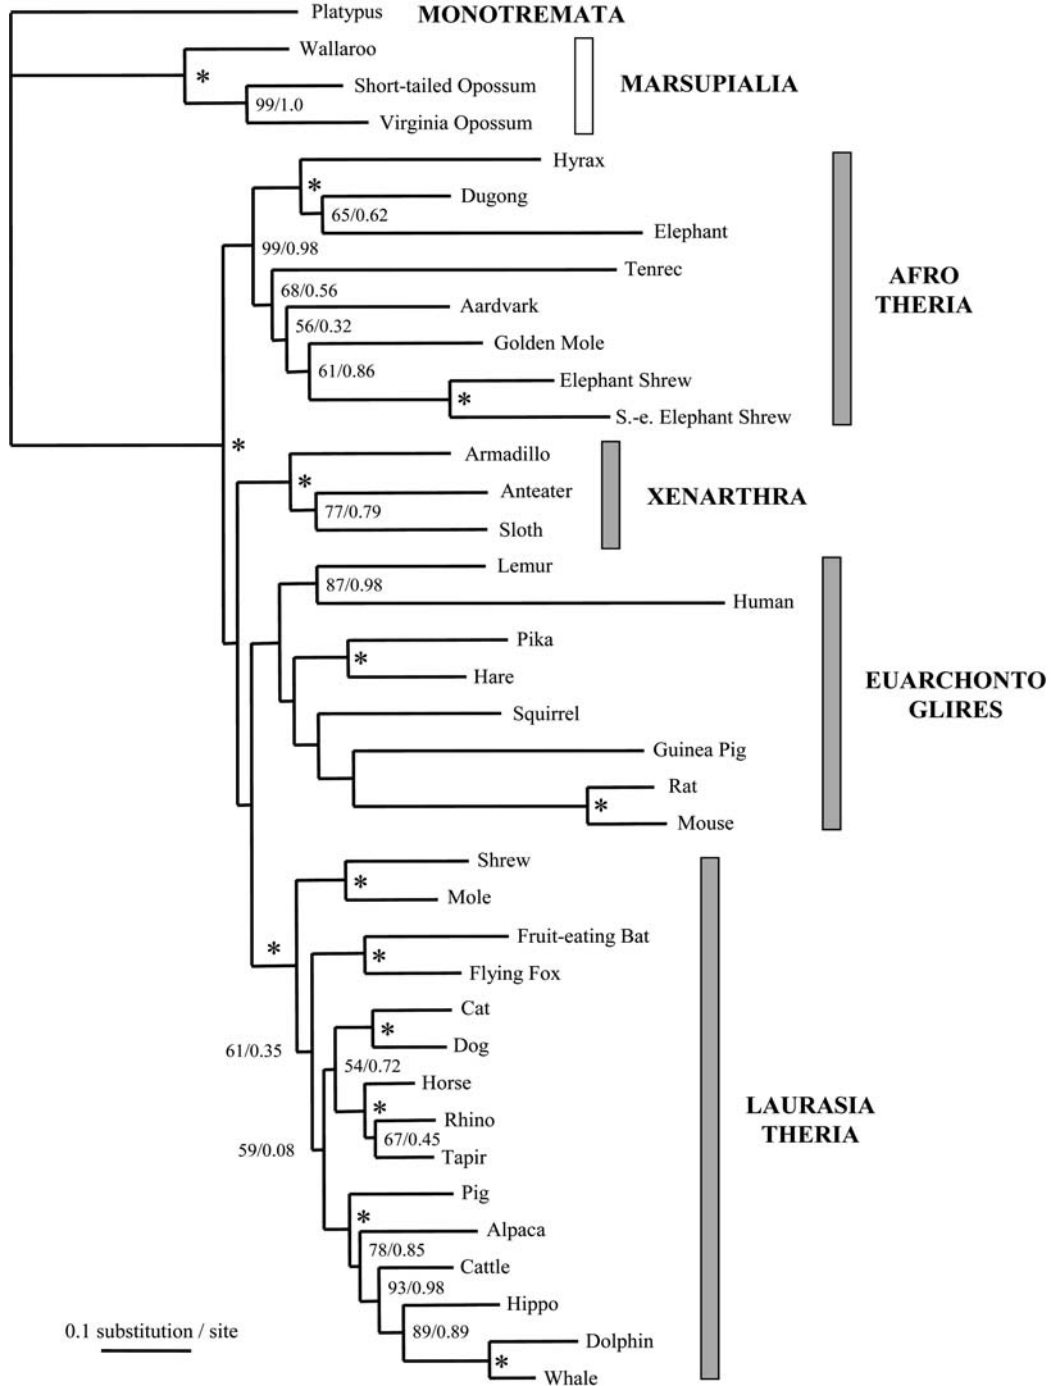 Platypus
MONOTREMATA
Wallaroo
*
Short-tailed Opossum
99/1.0
Virginia Opossum
MARSUPIALIA
Hyrax
*
Dugong
65/0.62
Elephant
99/0.98
Tenrec
68/0.56
Aardvark
56/0.32
Golden Mole
61/0.86
Elephant Shrew
*
S.-e. Elephant Shrew
AFRO
THERIA
*
Armadillo
*
Anteater
77/0.79
Sloth
XENARTHRA
Lemur
87/0.98
Human
Pika
*
Hare
Squirrel
Guinea Pig
Rat
*
Mouse
EUARCHONTO
GLIRES
Shrew
*
Mole
Fruit-eating Bat
*
*
Flying Fox
Cat
*
Dog
61/0.35
54/0.72
Horse
*
Rhino
67/0.45
Tapir
59/0.08
Pig
*
Alpaca
78/0.85
Cattle
93/0.98
Hippo
89/0.89
Dolphin
*
Whale
LAURASIA
THERIA
0.1 substitution / site